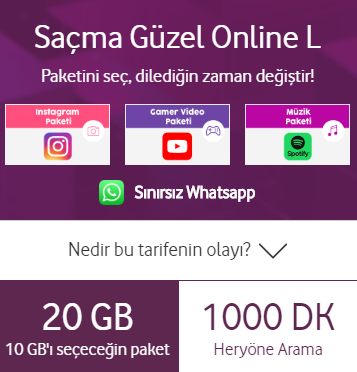 Saçma Güzel Online L
Paketini seç, dilediğin zaman değiştir!
Instagram
Paketi
Gamer Video
Paketi
Müzik
Paketi
Spotify
Sınırsız Whatsapp
Nedir bu tarifenin olayı?
20 GB
10 GB'ı seçeceğin paket
1000 DK
Heryöne Arama